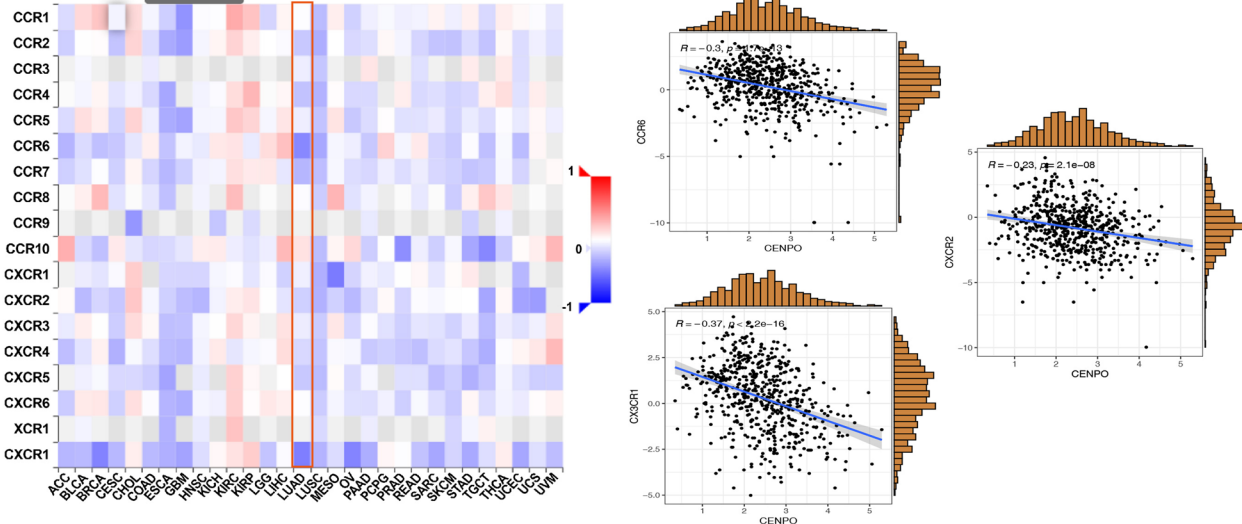 CCR1
CCR2
CCR3
CCR4
CCR5
CCR6
CCR7
CCR8
CCR9
CCR10
CXCR1
CXCR2
CXCR3
CXCR4
CXCR5
CXCR6
XCR1
CXCR1
ACC
BLCA
BRCA
CESC
CHOL
COAD
ESCA
GBM
HNSC
KICH
KIRC
KIRP
LGG
LIHC
LUAD
LUSC
MESO
OV
PAAD
PCPG
PRAD
READ
SARC
SKCM
STAD
TGCT
THCA
UCEC
UCS
UVM
1
0
-1
R = −0.3, p
0
−5
−10
CCR6
1 2 3 4 5
CENPO
R = −0.37, p < 2.2e−16
5.0
2.5
0.0
−2.5
−5.0
CX3CR1
1 2 3 4 5
CENPO
R = −0.23, p = 2.1e−08
5
0
−5
−10
CXCR2
1 2 3 4 5
CENPO